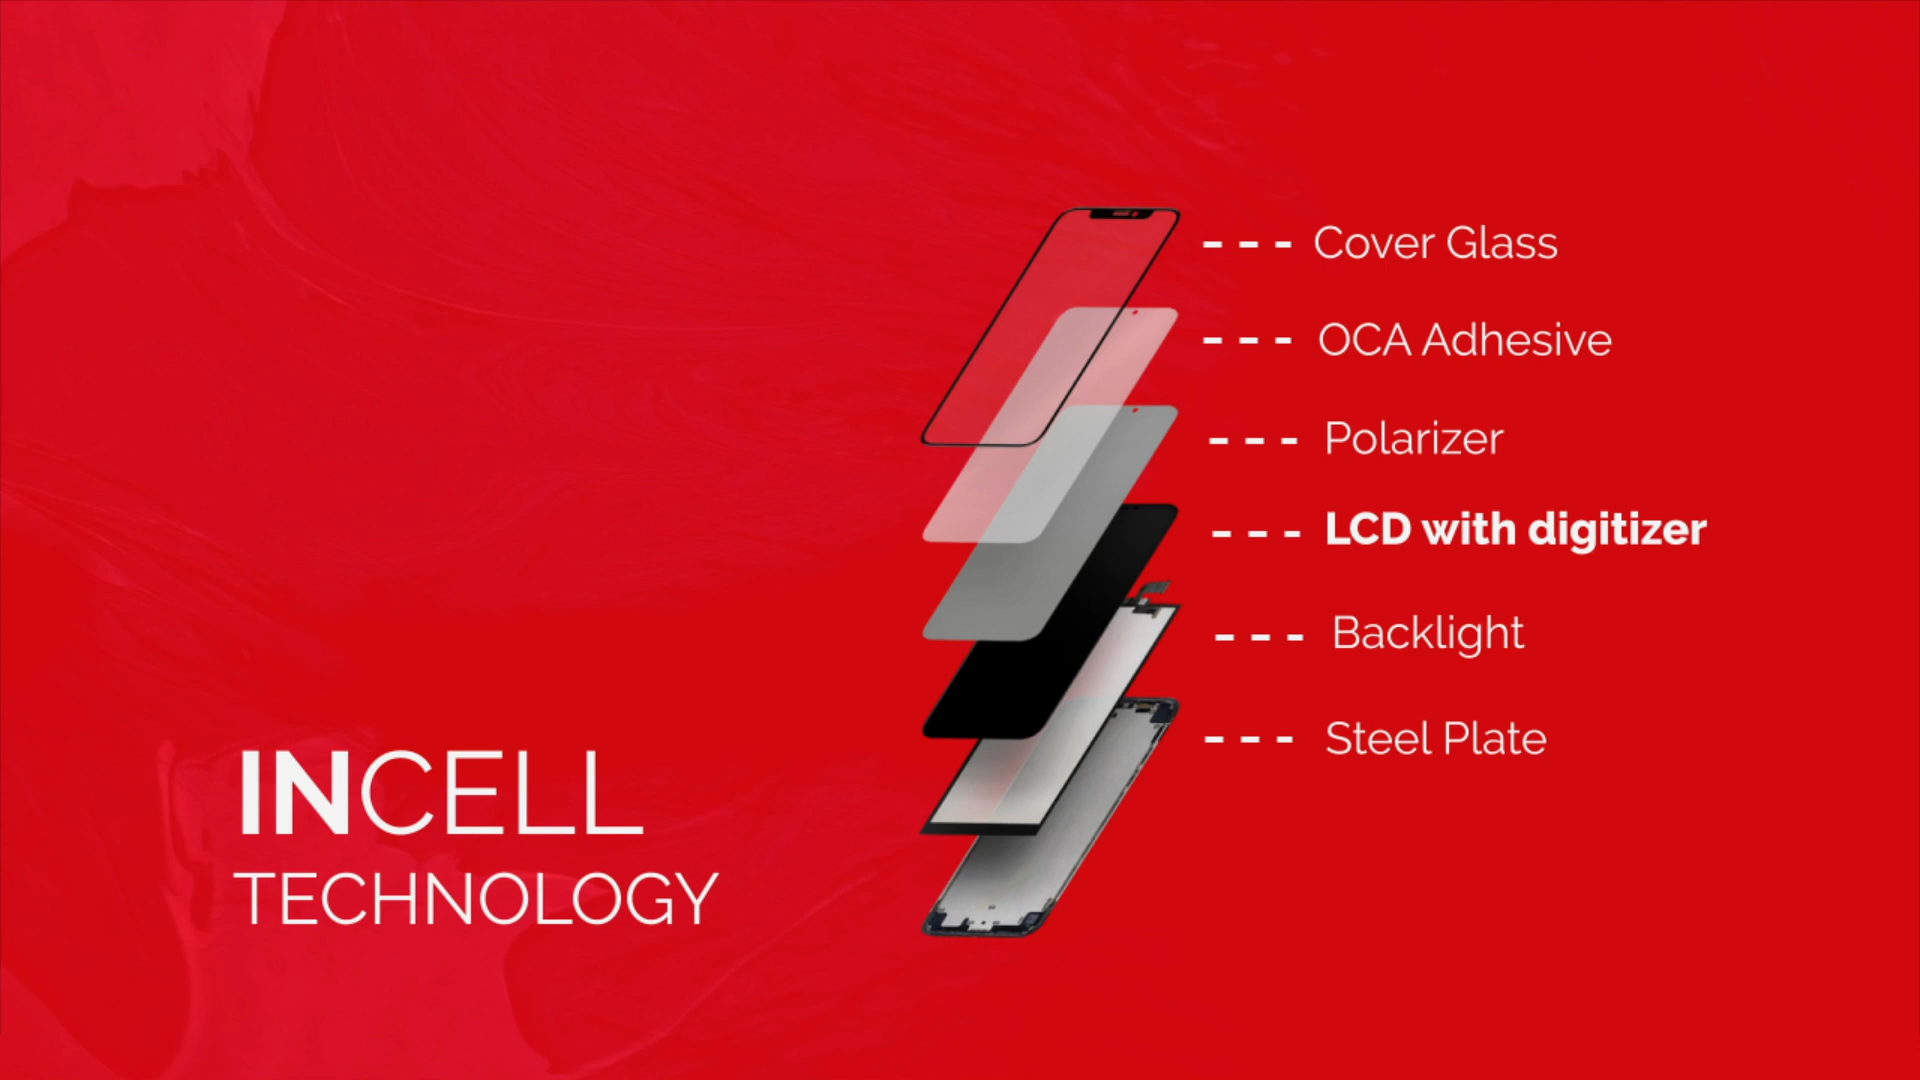 Cover Glass
OCA Adhesive
Polarizer
LCD with digitizer
Backlight
Steel Plate
INCELL
TECHNOLOGY